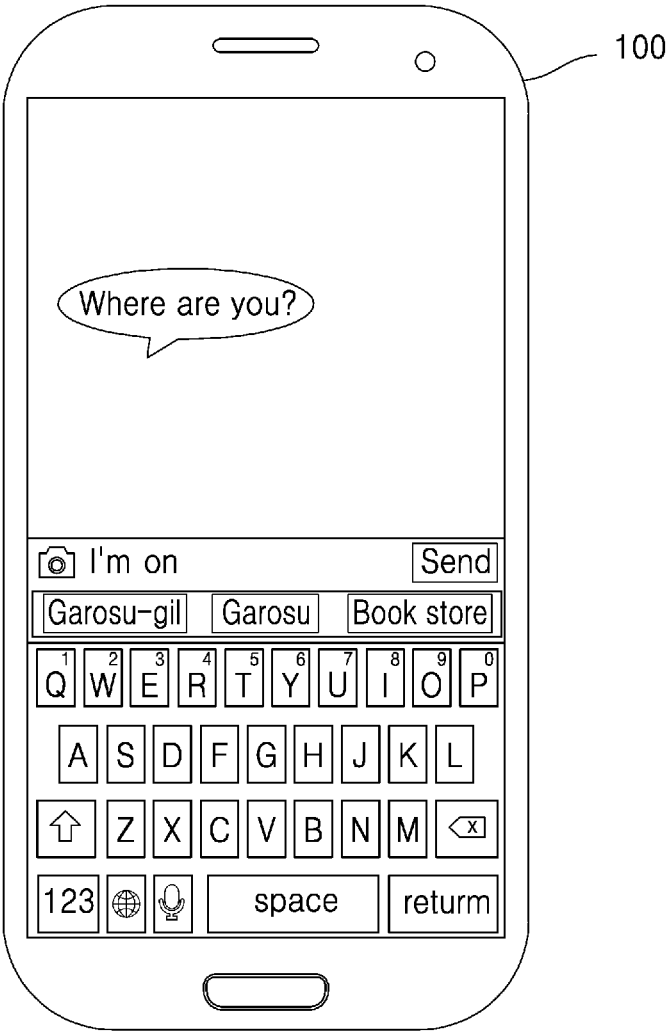 100
Where are you?
I'm on Send
Garosu-gil Garosu Book store
1 2 3 4 5 6 7 8 9 0
Q W E R T Y U I O P
A S D F G H J K L
Z X C V B N M x
123 space returm